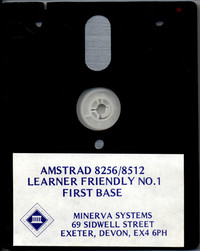 AMSTRAD 8256/8512
LEARNER FRIENDLY NO.1
FIRST BASE
MINERVA SYSTEMS
69 SIDWELL STREET
EXETER, DEVON, EX4 6PH